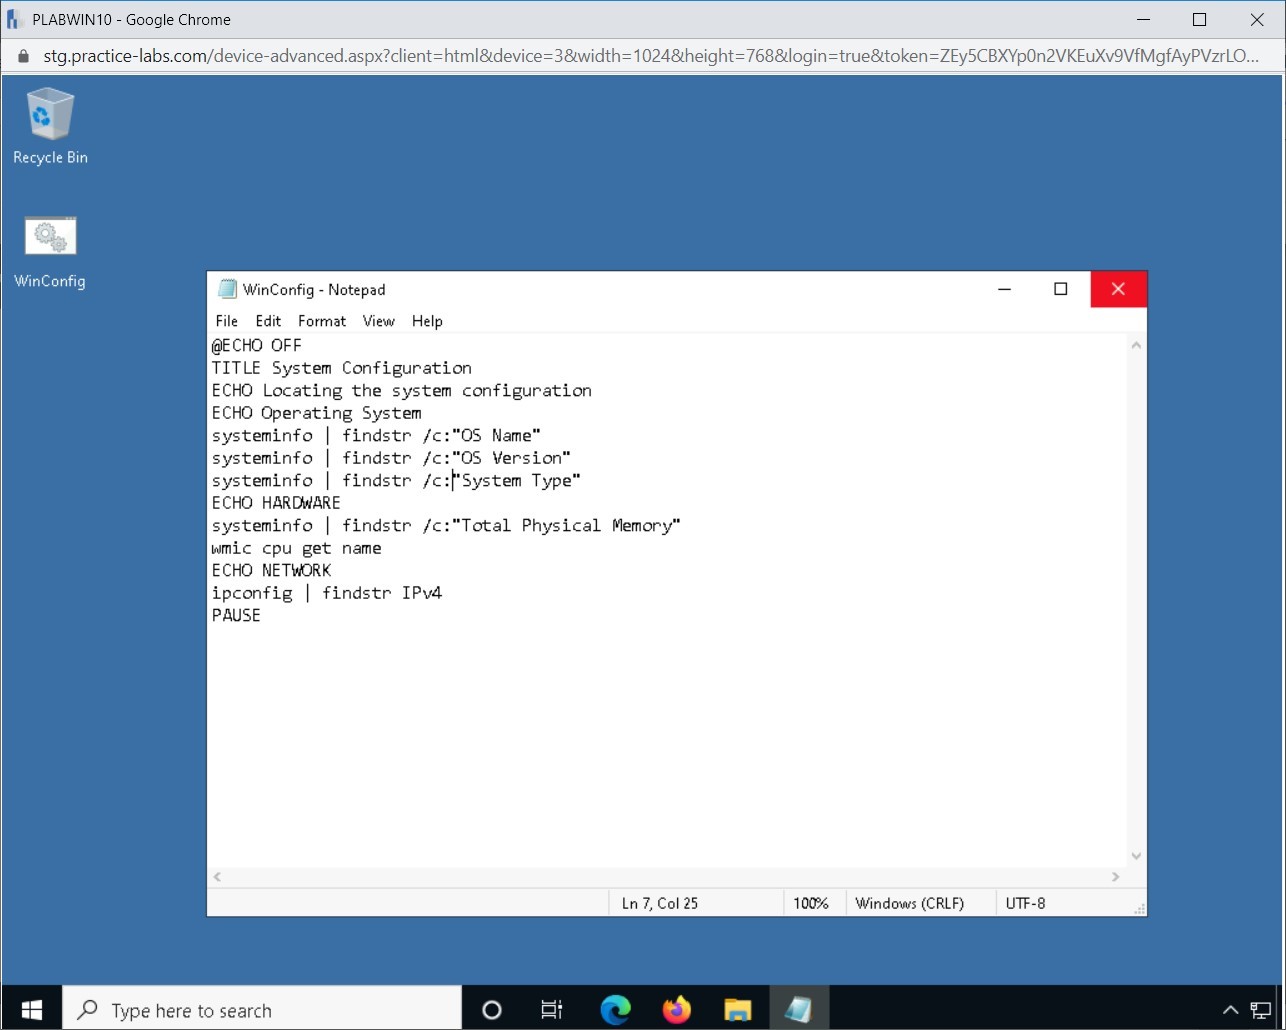 PLABWIN10 - Google Chrome
stg.practice-labs.com/device-advanced.aspx?client=html&device=3&width=1024&height=768&login=true&token=ZEy5CBXYp0n2VKEuXv9VfMgfAyPVzrLO...
Recycle Bin
WinConfig
WinConfig - Notepad
File Edit Format View Help
@ECHO OFF
TITLE System Configuration
ECHO Locating the system configuration
ECHO Operating System
systeminfo | findstr /c:"OS Name"
systeminfo | findstr /c:"OS Version"
systeminfo | findstr /c:"System Type"
ECHO HARDWARE
systeminfo | findstr /c:"Total Physical Memory"
wmic cpu get name
ECHO NETWORK
ipconfig | findstr IPv4
PAUSE
Ln 7, Col 25 100% Windows (CRLF) UTF-8
Type here to search